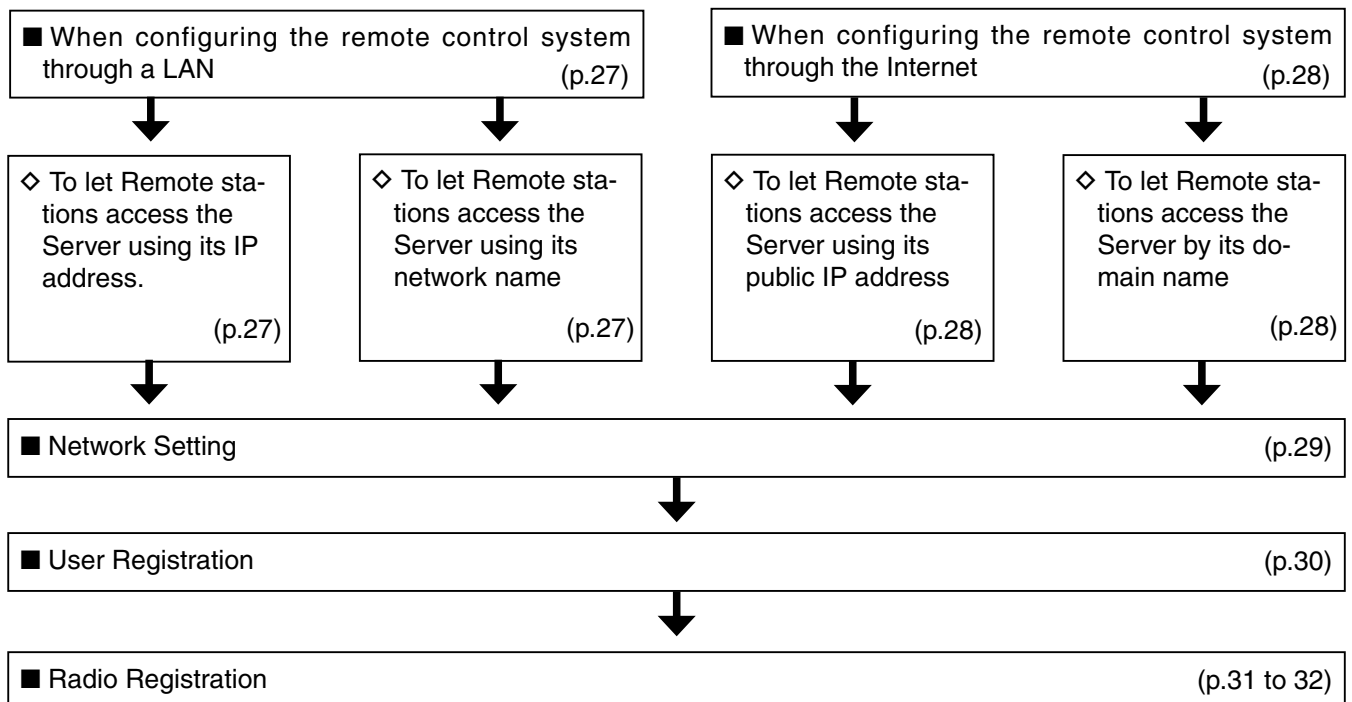 ■ When configuring the remote control system
through a LAN
(p.27)
■ When configuring the remote control system
through the Internet
(p.28)
◇ To let Remote sta-
tions access the
Server using its IP
address.
(p.27)
◇ To let Remote sta-
tions access the
Server using its
network name
(p.27)
◇ To let Remote sta-
tions access the
Server using its
public IP address
(p.28)
◇ To let Remote sta-
tions access the
Server by its do-
main name
(p.28)
■ Network Setting (p.29)
■ User Registration (p.30)
■ Radio Registration (p.31 to 32)